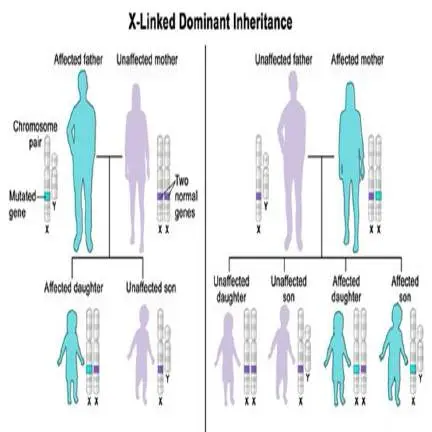 X-Linked Dominant Inheritance
Affected father
Unaffected mother
Chromosome
pair
Mutated
gene
Y
X
Two
normal
genes
X X
Affected daughter
Unaffected son
X X
Y
X
Unaffected father
Affected mother
Y
X
X X
Unaffected
daughter
Unaffected
son
Affected
daughter
Affected
son
X X
Y
X
X X
Y
X